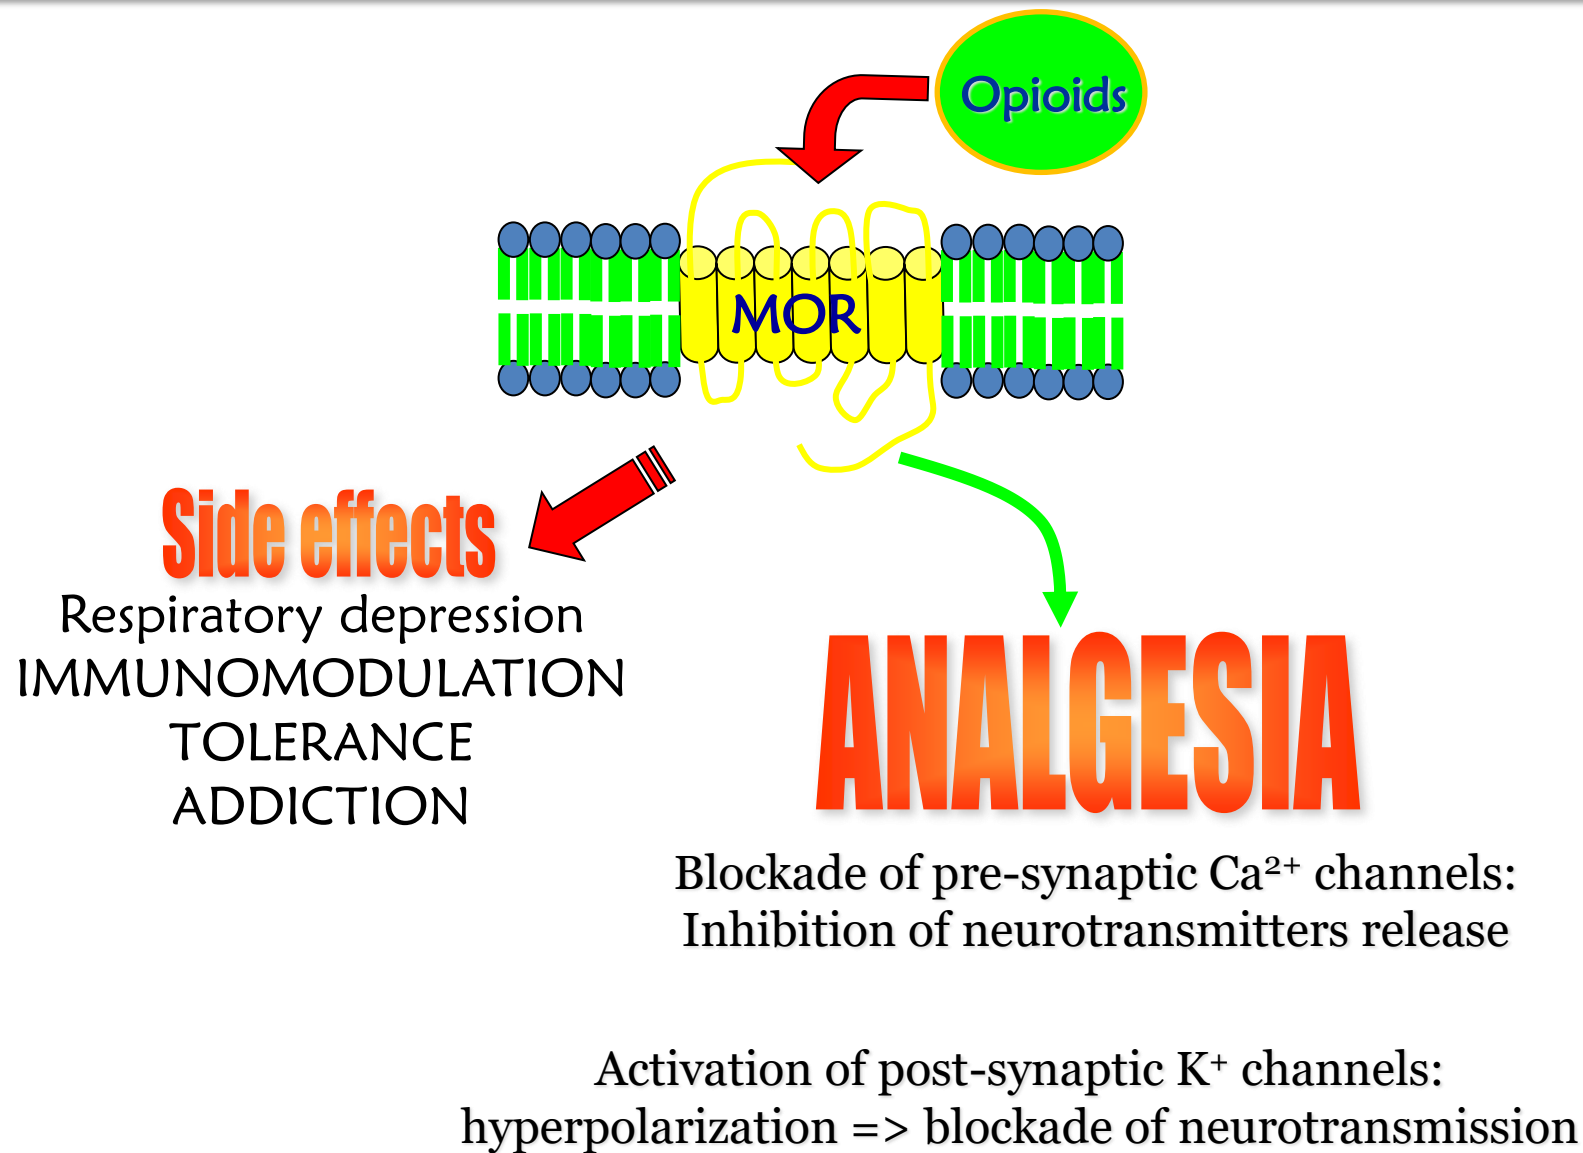 Opioids
MOR
Side effects
Respiratory depression
IMMUNOMODULATION
TOLERANCE
ADDICTION
ANALGESIA
Blockade of pre-synaptic Ca²⁺ channels:
Inhibition of neurotransmitters release
Activation of post-synaptic K⁺ channels:
hyperpolarization => blockade of neurotransmission